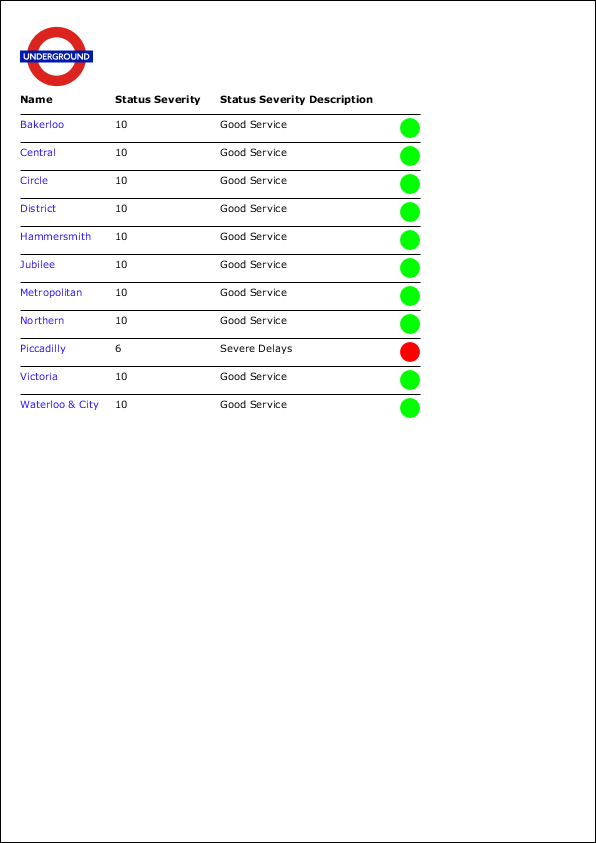 UNDERGROUND
Name Status Severity Status Severity Description
Bakerloo 10 Good Service
Central 10 Good Service
Circle 10 Good Service
District 10 Good Service
Hammersmith 10 Good Service
Jubilee 10 Good Service
Metropolitan 10 Good Service
Northern 10 Good Service
Piccadilly 6 Severe Delays
Victoria 10 Good Service
Waterloo & City 10 Good Service